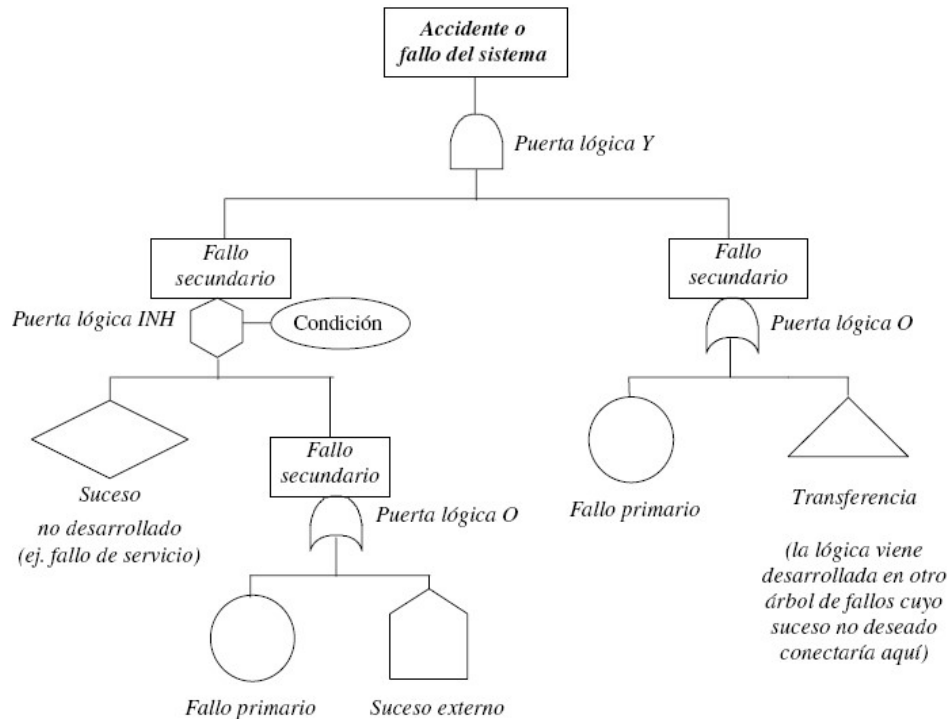 Accidente o
fallo del sistema
Puerta lógica Y
Fallo
secundario
Fallo
secundario
Puerta lógica INH
Condición
Puerta lógica O
Fallo
secundario
Suceso
no desarrollado
(ej. fallo de servicio)
Puerta lógica O
Fallo primario
Transferencia
(la lógica viene
desarrollada en otro
árbol de fallos cuyo
suceso no deseado
conectaría aquí)
Fallo primario
Suceso externo